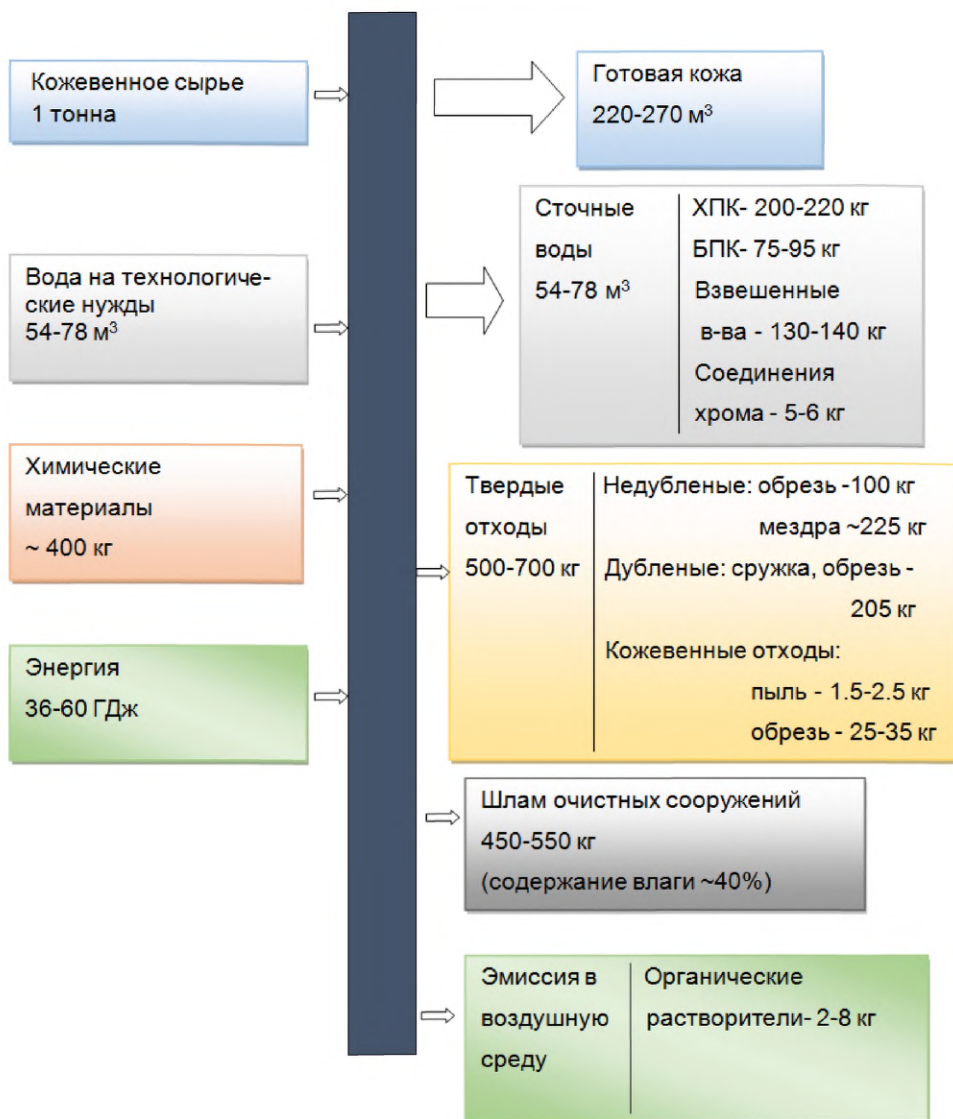 Кожевенное сырье
1 тонна
Вода на технологиче-
ские нужды
54-78 м³
Химические
материалы
~ 400 кг
Энергия
36-60 ГДж
Готовая кожа
220-270 м³
Сточные
воды
54-78 м³
ХПК- 200-220 кг
БПК- 75-95 кг
Взвешенные
в-ва - 130-140 кг
Соединения
хрома - 5-6 кг
Твердые
отходы
500-700 кг
Недубленые: обрезь -100 кг
мездра ~225 кг
Дубленые: сружка, обрезь -
205 кг
Кожевенные отходы:
пыль - 1.5-2.5 кг
обрезь - 25-35 кг
Шлам очистных сооружений
450-550 кг
(содержание влаги ~40%)
Эмиссия в
воздушную
среду
Органические
растворители- 2-8 кг